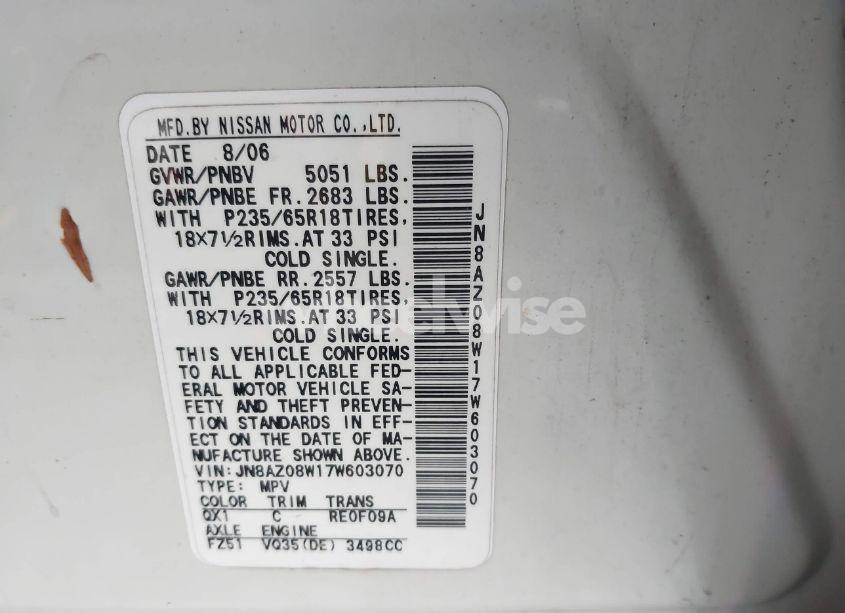 MFD.BY NISSAN MOTOR CO.,LTD.
DATE 8/06
GVWR/PNBV 5051 LBS.
GAWR/PNBE FR.2683 LBS.
WITH P235/65R18TIRES,
18×7½RIMS.AT 33 PSI
COLD SINGLE.
GAWR/PNBE RR.2557 LBS.
WITH P235/65R18TIRES,
18×7½RIMS.AT 33 PSI
COLD SINGLE.
THIS VEHICLE CONFORMS
TO ALL APPLICABLE FED-
ERAL MOTOR VEHICLE SA-
FETY AND THEFT PREVEN-
TION STANDARDS IN EFF-
ECT ON THE DATE OF MA-
NUFACTURE SHOWN ABOVE.
VIN:JN8AZ08W17W603070
TYPE: MPV
COLOR TRIM TRANS
QX1 C RE0F09A
AXLE ENGINE
FZ51 VQ35(DE) 3498CC
JN8AZ08W17W603070